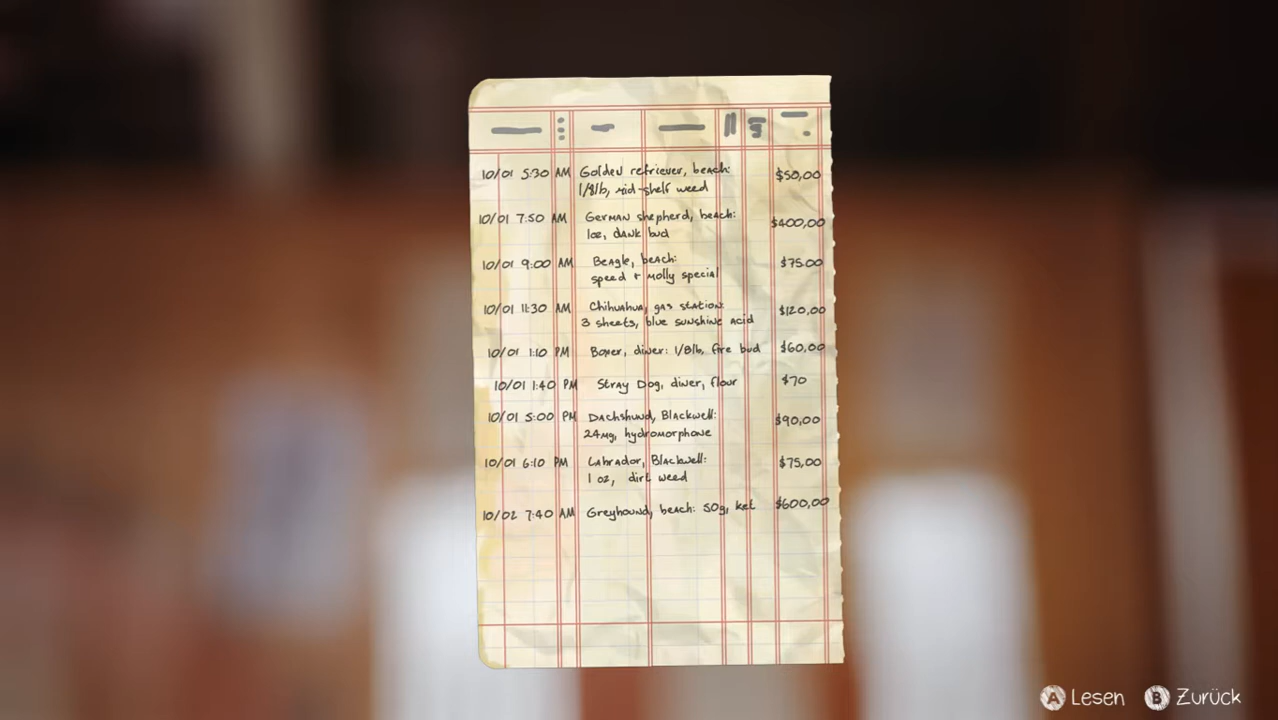 10/01 5:30 AM Golden retriever, beach: $50,00
1/8lb, mid-shelf weed
10/01 7:50 AM German shepherd, beach: $400,00
1oz, dank bud
10/01 9:00 AM Beagle, beach: $75.00
speed + molly special
10/01 11:30 AM Chihuahua, gas station: $120,00
3 sheets, blue sunshine acid
10/01 1:10 PM Boxer, diner: 1/8lb, fire bud $60,00
10/01 1:40 PM Stray Dog, diner, flour $70
10/01 5:00 PM Dachshund, Blackwell: $90,00
24mg, hydromorphone
10/01 6:10 PM Labrador, Blackwell: $75,00
1 oz, dirt weed
10/02 7:40 AM Greyhound, beach: 50g, ket $600,00
A Lesen B Zurück